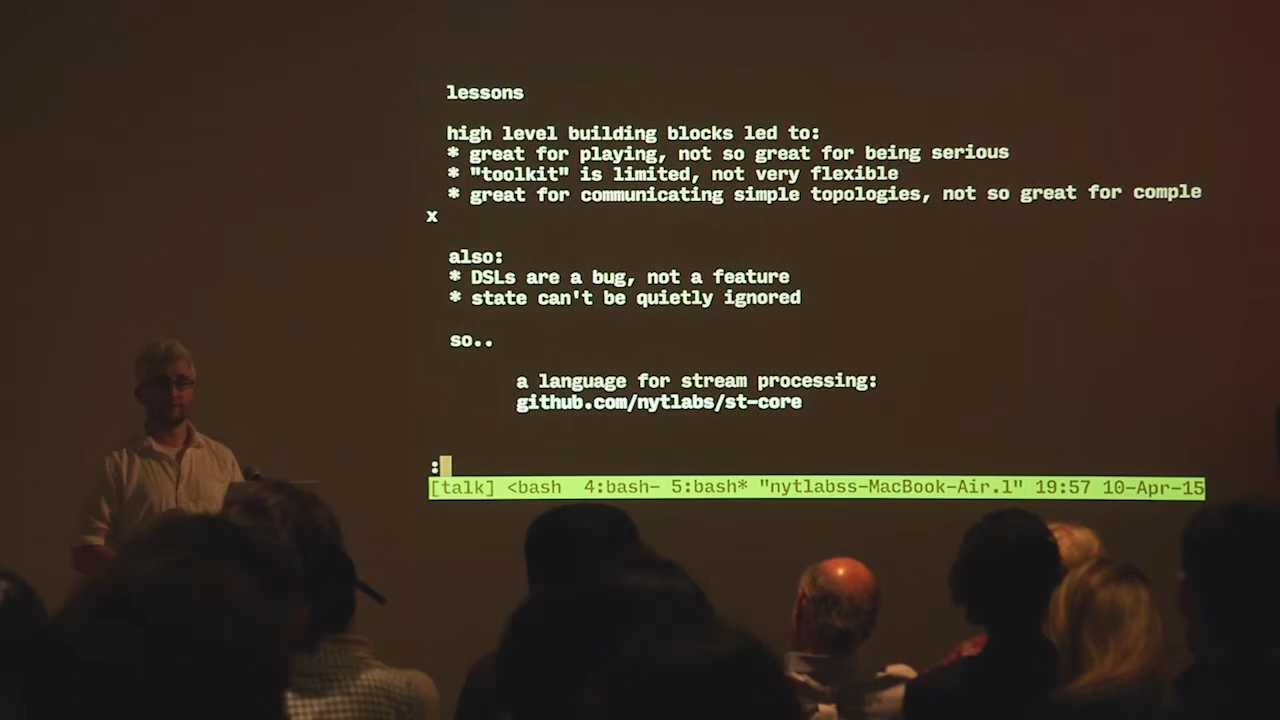 lessons
high level building blocks led to:
* great for playing, not so great for being serious
* "toolkit" is limited, not very flexible
* great for communicating simple topologies, not so great for comple
x
also:
* DSLs are a bug, not a feature
* state can't be quietly ignored
so..
a language for stream processing:
github.com/nytlabs/st-core
:
[talk] <bash 4:bash- 5:bash* "nytlabss-MacBook-Air.l" 19:57 10-Apr-15